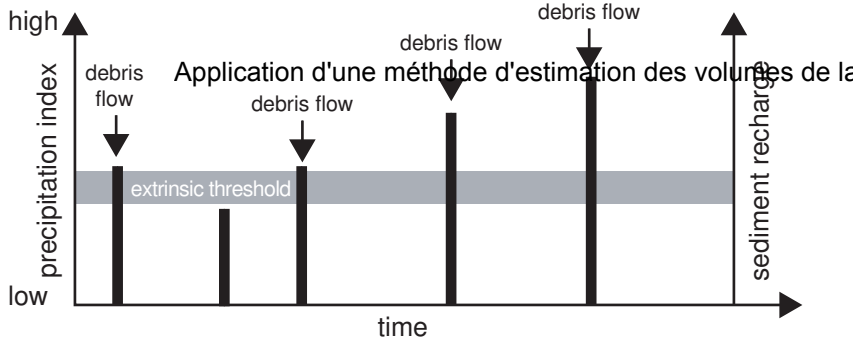 high
debris flow
debris flow
debris
flow
Application d'une méthode d'estimation des volumes de la
debris flow
precipitation index
extrinsic threshold
sediment recharge
low
time